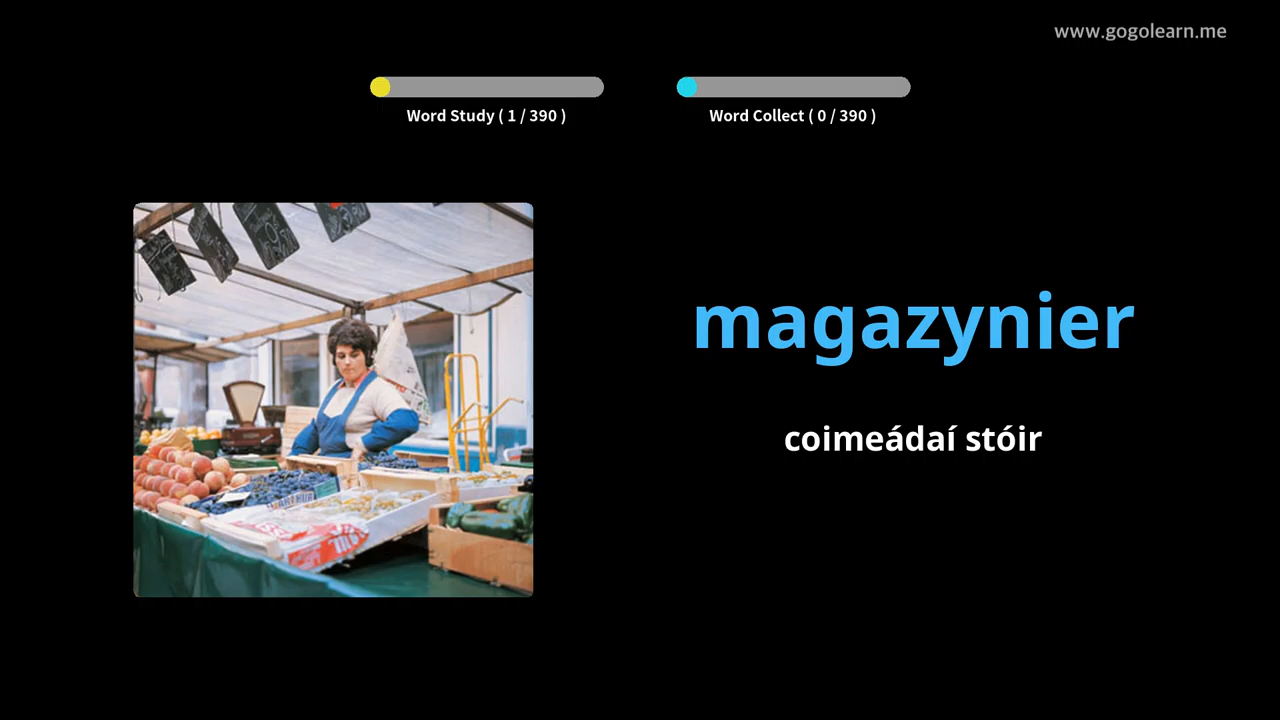 www.gogolearn.me
Word Study ( 1 / 390 )
Word Collect ( 0 / 390 )
magazynier
coimeádaí stóir